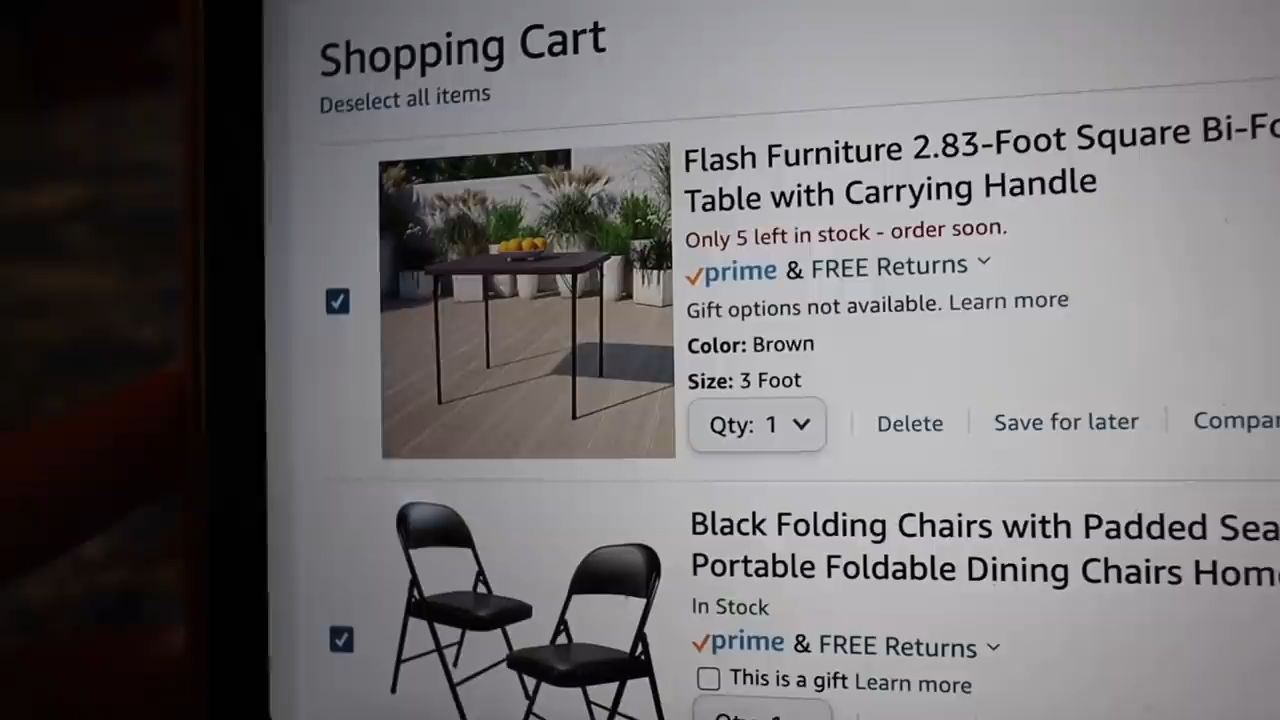 Shopping Cart
Deselect all items
Flash Furniture 2.83-Foot Square
Table with Carrying Handle
Only 5 left in stock - order soon.
prime & FREE Returns
Gift options not available. Learn more
Color: Brown
Size: 3 Foot
Qty: 1
Delete
Save for later
Black Folding Chairs with Padded
Portable Foldable Dining Chairs
In Stock
prime & FREE Returns
This is a gift Learn more